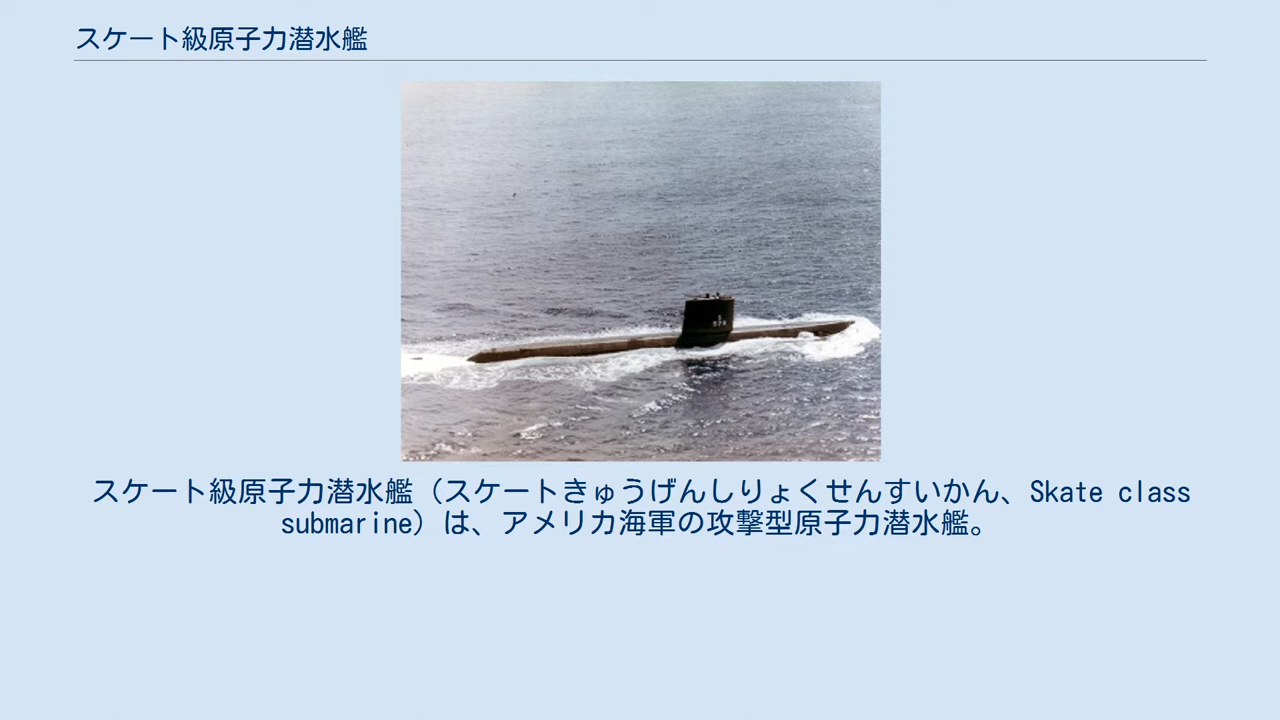 スケート級原子力潜水艦
スケート級原子力潜水艦（スケートきゅうげんしりょくせんすいかん、Skate class
submarine）は、アメリカ海軍の攻撃型原子力潜水艦。